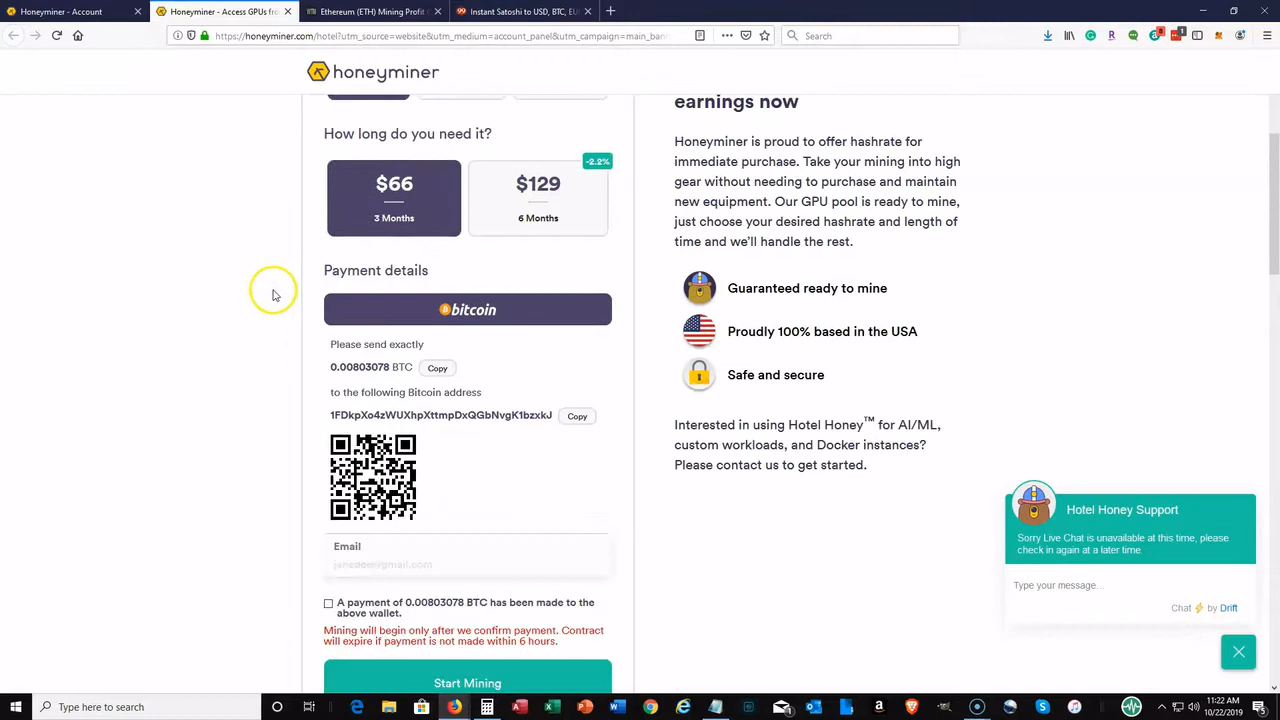 Honeyminer - Account
Honeyminer - Access GPUs fro
Ethereum (ETH) Mining Profit C
Instant Satoshi to USD, BTC, EU
https://honeyminer.com/hotel?utm_source=website&utm_medium=account_panel&utm_campaign=main_bann
Search
honeyminer
How long do you need it?
$66
3 Months
-2.2%
$129
6 Months
Payment details
bitcoin
Please send exactly
0.00803078 BTC Copy
to the following Bitcoin address
1FDkpXo4zWUXhpXttmpDxQGbNvgK1bzxkJ Copy
Email
janedoe@gmail.com
A payment of 0.00803078 BTC has been made to the
above wallet.
Mining will begin only after we confirm payment. Contract
will expire if payment is not made within 6 hours.
Start Mining
earnings now
Honeyminer is proud to offer hashrate for
immediate purchase. Take your mining into high
gear without needing to purchase and maintain
new equipment. Our GPU pool is ready to mine,
just choose your desired hashrate and length of
time and we'll handle the rest.
Guaranteed ready to mine
Proudly 100% based in the USA
Safe and secure
Interested in using Hotel Honey™ for AI/ML,
custom workloads, and Docker instances?
Please contact us to get started.
Hotel Honey Support
Sorry Live Chat is unavailable at this time, please
check in again at a later time.
Type your message...
Chat ⚡ by Drift
Type here to search
11:22 AM
10/22/2019